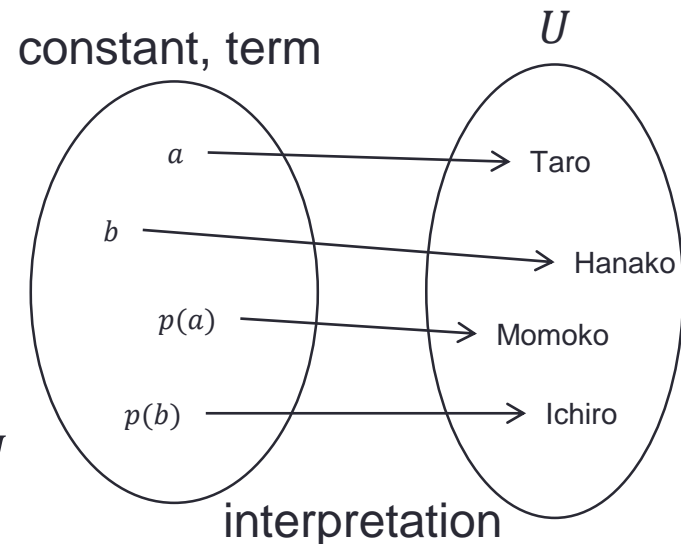 constant, term
U
a
Taro
b
Hanako
p(a)
Momoko
p(b)
Ichiro
interpretation